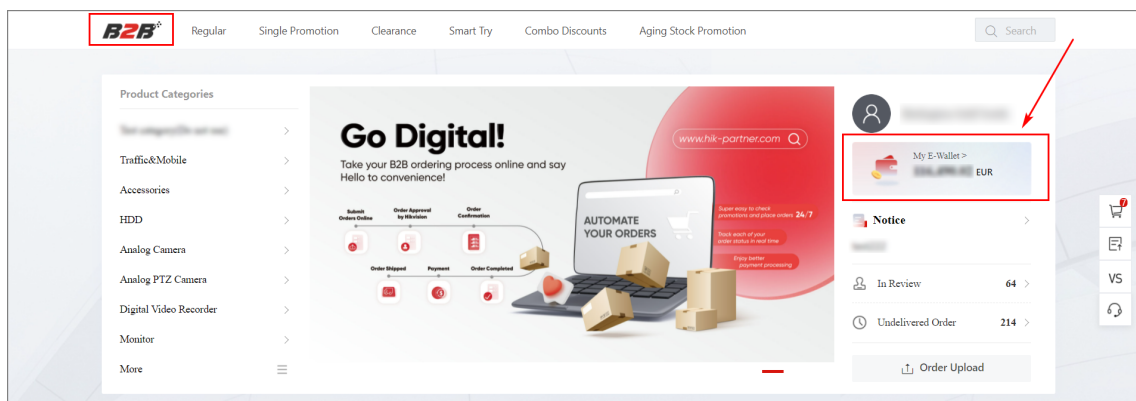 B2B
Regular Single Promotion Clearance Smart Try Combo Discounts Aging Stock Promotion Search
Product Categories
Traffic&Mobile
Accessories
HDD
Analog Camera
Analog PTZ Camera
Digital Video Recorder
Monitor
More
Go Digital!
Take your B2B ordering process online and say
Hello to convenience!
Submit
Orders Online
Order Approval
by Hikvision
Order
Confirmation
Order Shipped
Payment
Order Completed
www.hik-partner.com
AUTOMATE
YOUR ORDERS
Super easy to check
promotions and place orders 24/7
Track each of your
order status in real time
Enjoy better
payment processing
My E-Wallet >
EUR
Notice
In Review 64
Undelivered Order 214
Order Upload
7
VS